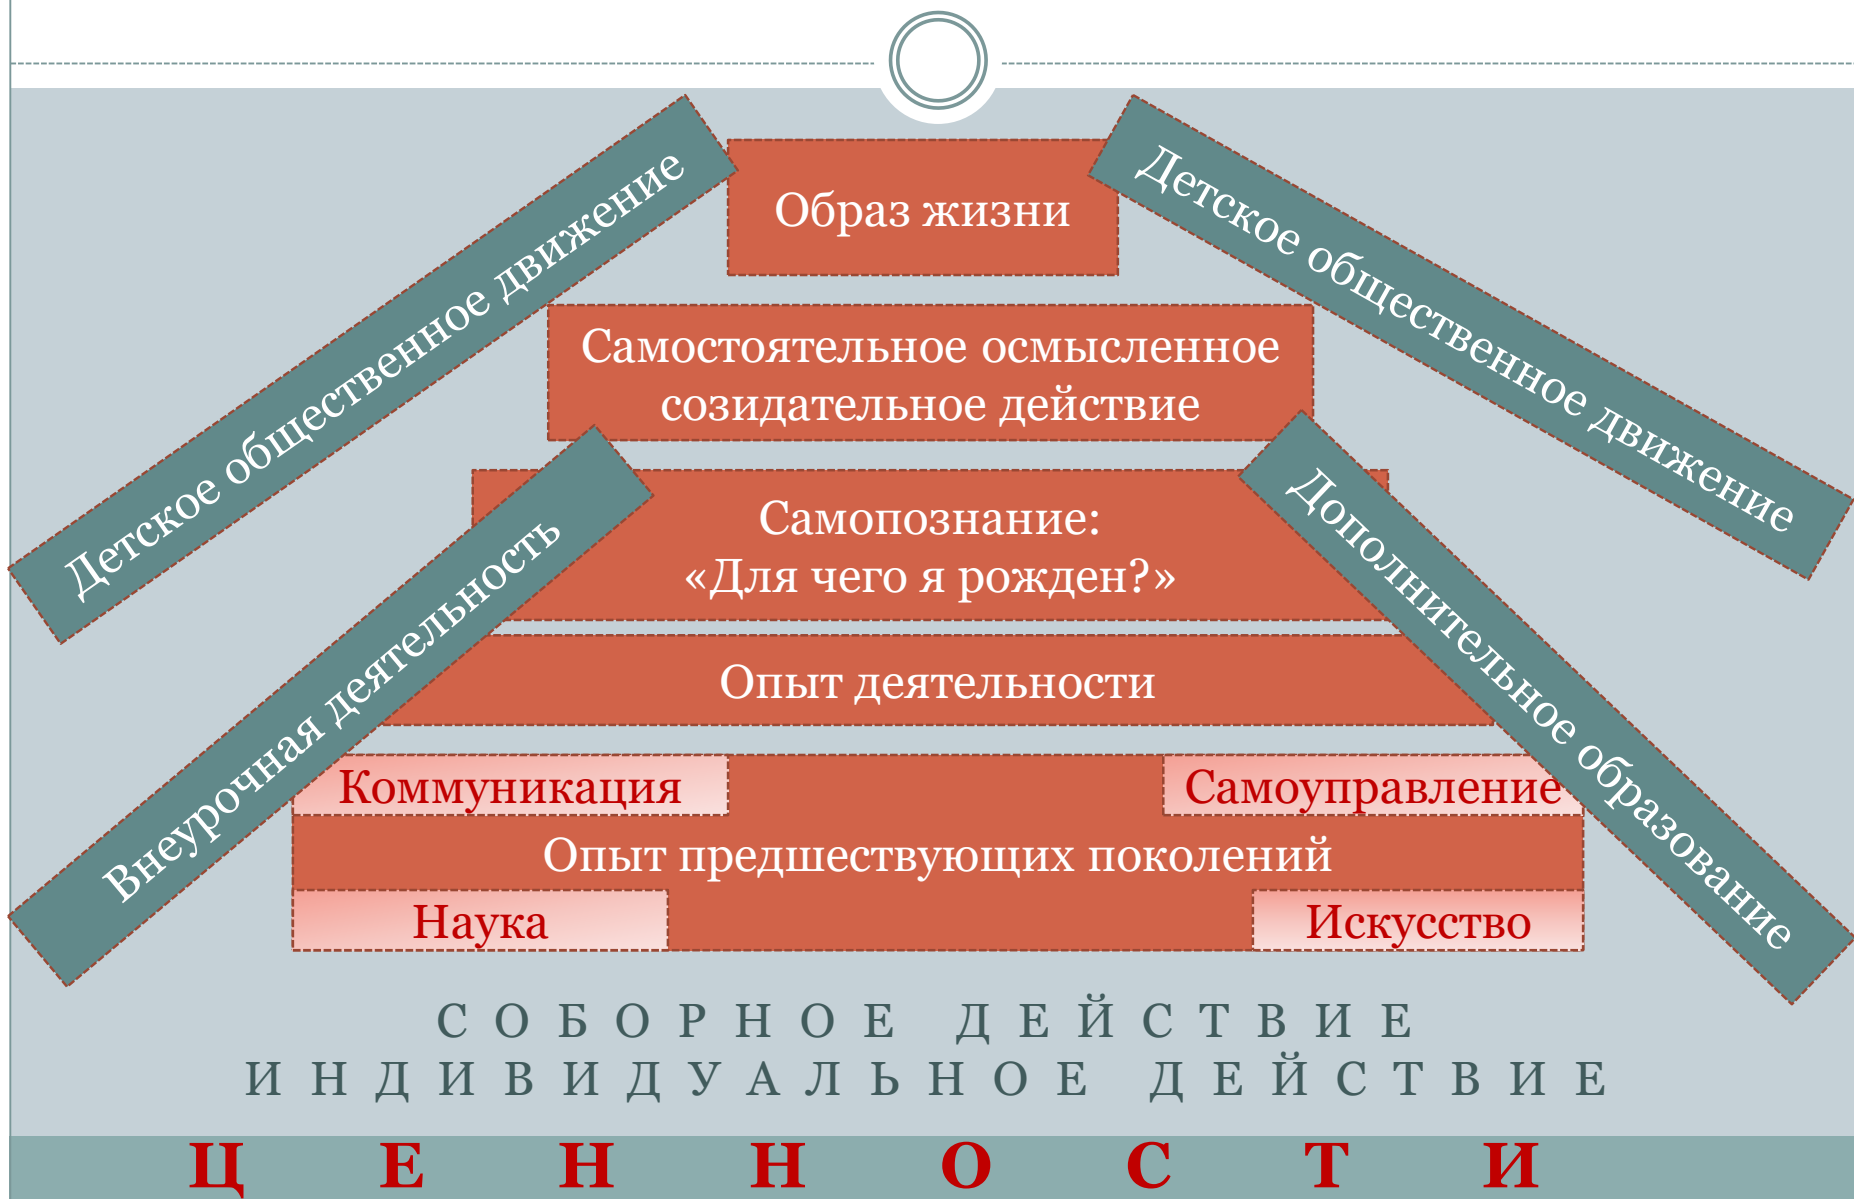 Детское общественное движение
Детское общественное движение
Образ жизни
Самостоятельное осмысленное
созидательное действие
Внеурочная деятельность
Дополнительное образование
Самопознание:
«Для чего я рожден?»
Опыт деятельности
Коммуникация
Самоуправление
Опыт предшествующих поколений
Наука
Искусство
СОБОРНОЕ ДЕЙСТВИЕ
ИНДИВИДУАЛЬНОЕ ДЕЙСТВИЕ
ЦЕННОСТИ